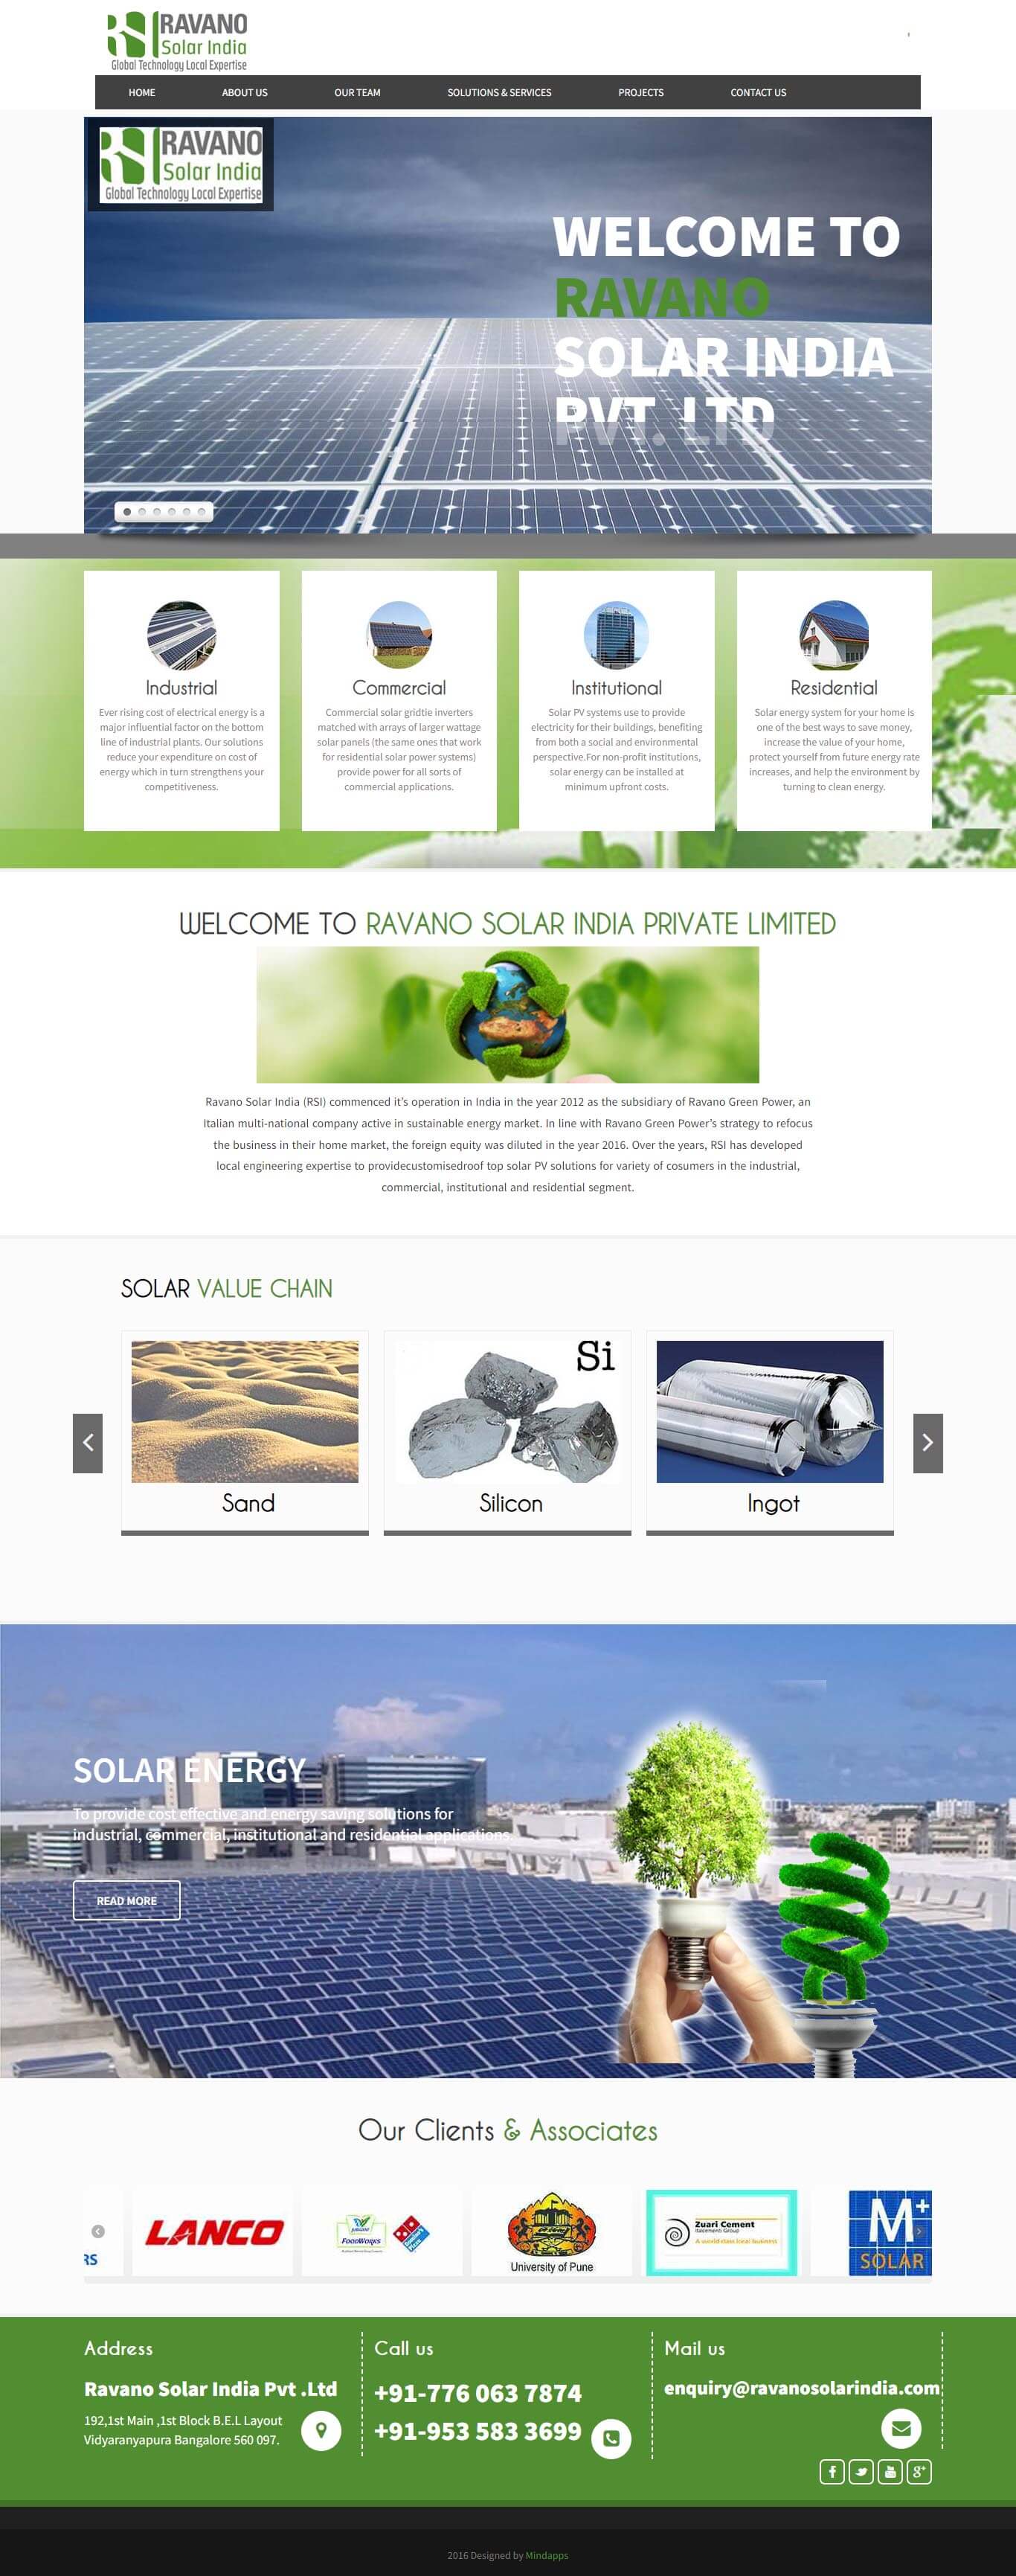 RAVANO
Solar India
Global Technology Local Expertise
HOME ABOUT US OUR TEAM SOLUTIONS & SERVICES PROJECTS CONTACT US
RAVANO
Solar India
Global Technology Local Expertise
WELCOME TO
RAVANO
SOLAR INDIA
PVT. LTD
Industrial
Ever rising cost of electrical energy is a
major influential factor on the bottom
line of industrial plants. Our solutions
reduce your expenditure on cost of
energy which in turn strengthens your
competitiveness.
Commercial
Commercial solar gridtie inverters
matched with arrays of larger wattage
solar panels (the same ones that work
for residential solar power systems)
provide power for all sorts of
commercial applications.
Institutional
Solar PV systems use to provide
electricity for their buildings, benefiting
from both a social and environmental
perspective.For non-profit institutions,
solar energy can be installed at
minimum upfront costs.
Residential
Solar energy system for your home is
one of the best ways to save money,
increase the value of your home,
protect yourself from future energy rate
increases, and help the environment by
turning to clean energy.
WELCOME TO RAVANO SOLAR INDIA PRIVATE LIMITED
Ravano Solar India (RSI) commenced it's operation in India in the year 2012 as the subsidiary of Ravano Green Power, an
Italian multi-national company active in sustainable energy market. In line with Ravano Green Power's strategy to refocus
the business in their home market, the foreign equity was diluted in the year 2016. Over the years, RSI has developed
local engineering expertise to providecustomisedroof top solar PV solutions for variety of cosumers in the industrial,
commercial, institutional and residential segment.
SOLAR VALUE CHAIN
Si
Sand
Silicon
Ingot
SOLAR ENERGY
To provide cost effective and energy saving solutions for
industrial, commercial, institutional and residential applications.
READ MORE
Our Clients & Associates
RS
LANCO
FoodWorks
University of Pune
Zuari Cement
Italcementi Group
A world class local business
M+
SOLAR
Address
Ravano Solar India Pvt .Ltd
192,1st Main ,1st Block B.E.L Layout
Vidyaranyapura Bangalore 560 097.
Call us
+91-776 063 7874
+91-953 583 3699
Mail us
enquiry@ravanosolarindia.com
2016 Designed by Mindapps